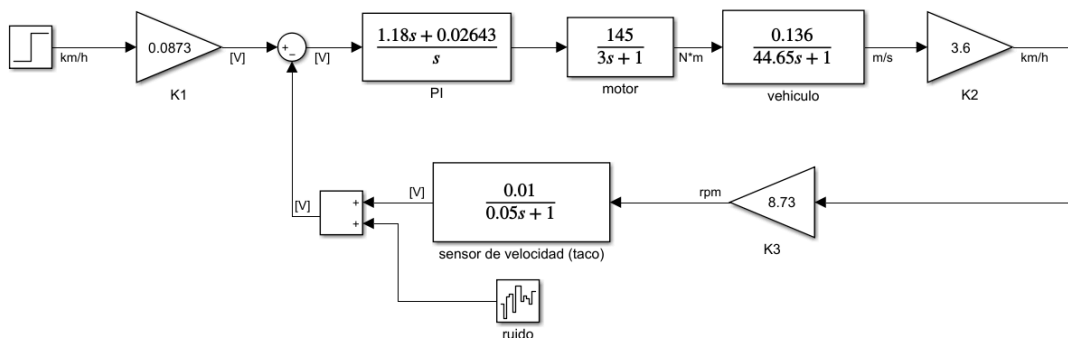 km/h
0.0873
K1
[V]
+
−
[V]
1.18s + 0.02643
s
PI
145
3s + 1
motor
N*m
0.136
44.65s + 1
vehiculo
m/s
3.6
K2
km/h
[V]
+
+
[V]
0.01
0.05s + 1
sensor de velocidad (taco)
rpm
8.73
K3
ruido